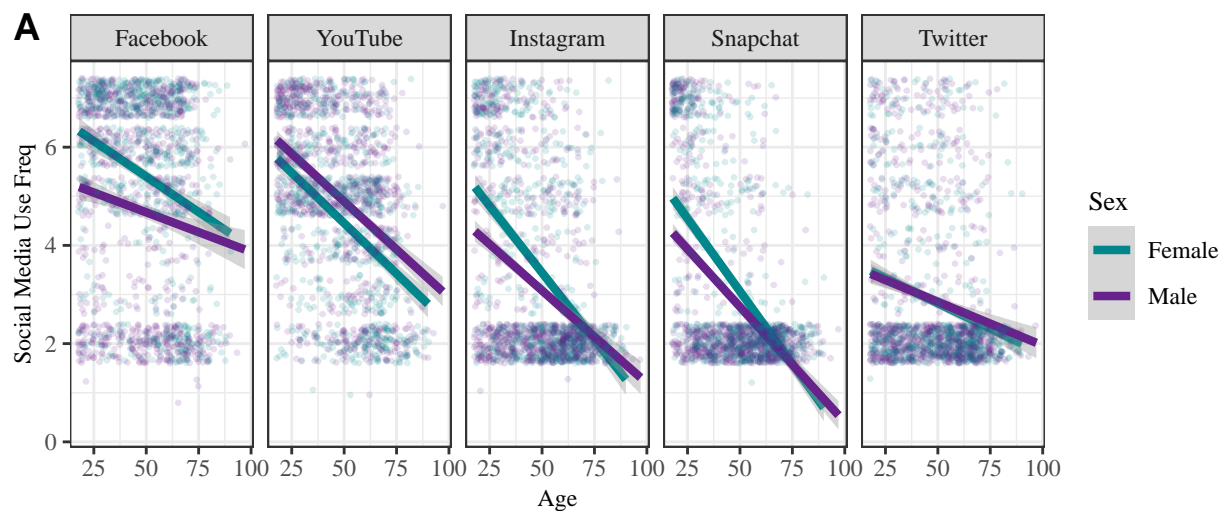 A
Facebook YouTube Instagram Snapchat Twitter
Social Media Use Freq
6
4
2
0
25 50 75 100 25 50 75 100 25 50 75 100 25 50 75 100 25 50 75 100
Age
Sex
Female
Male